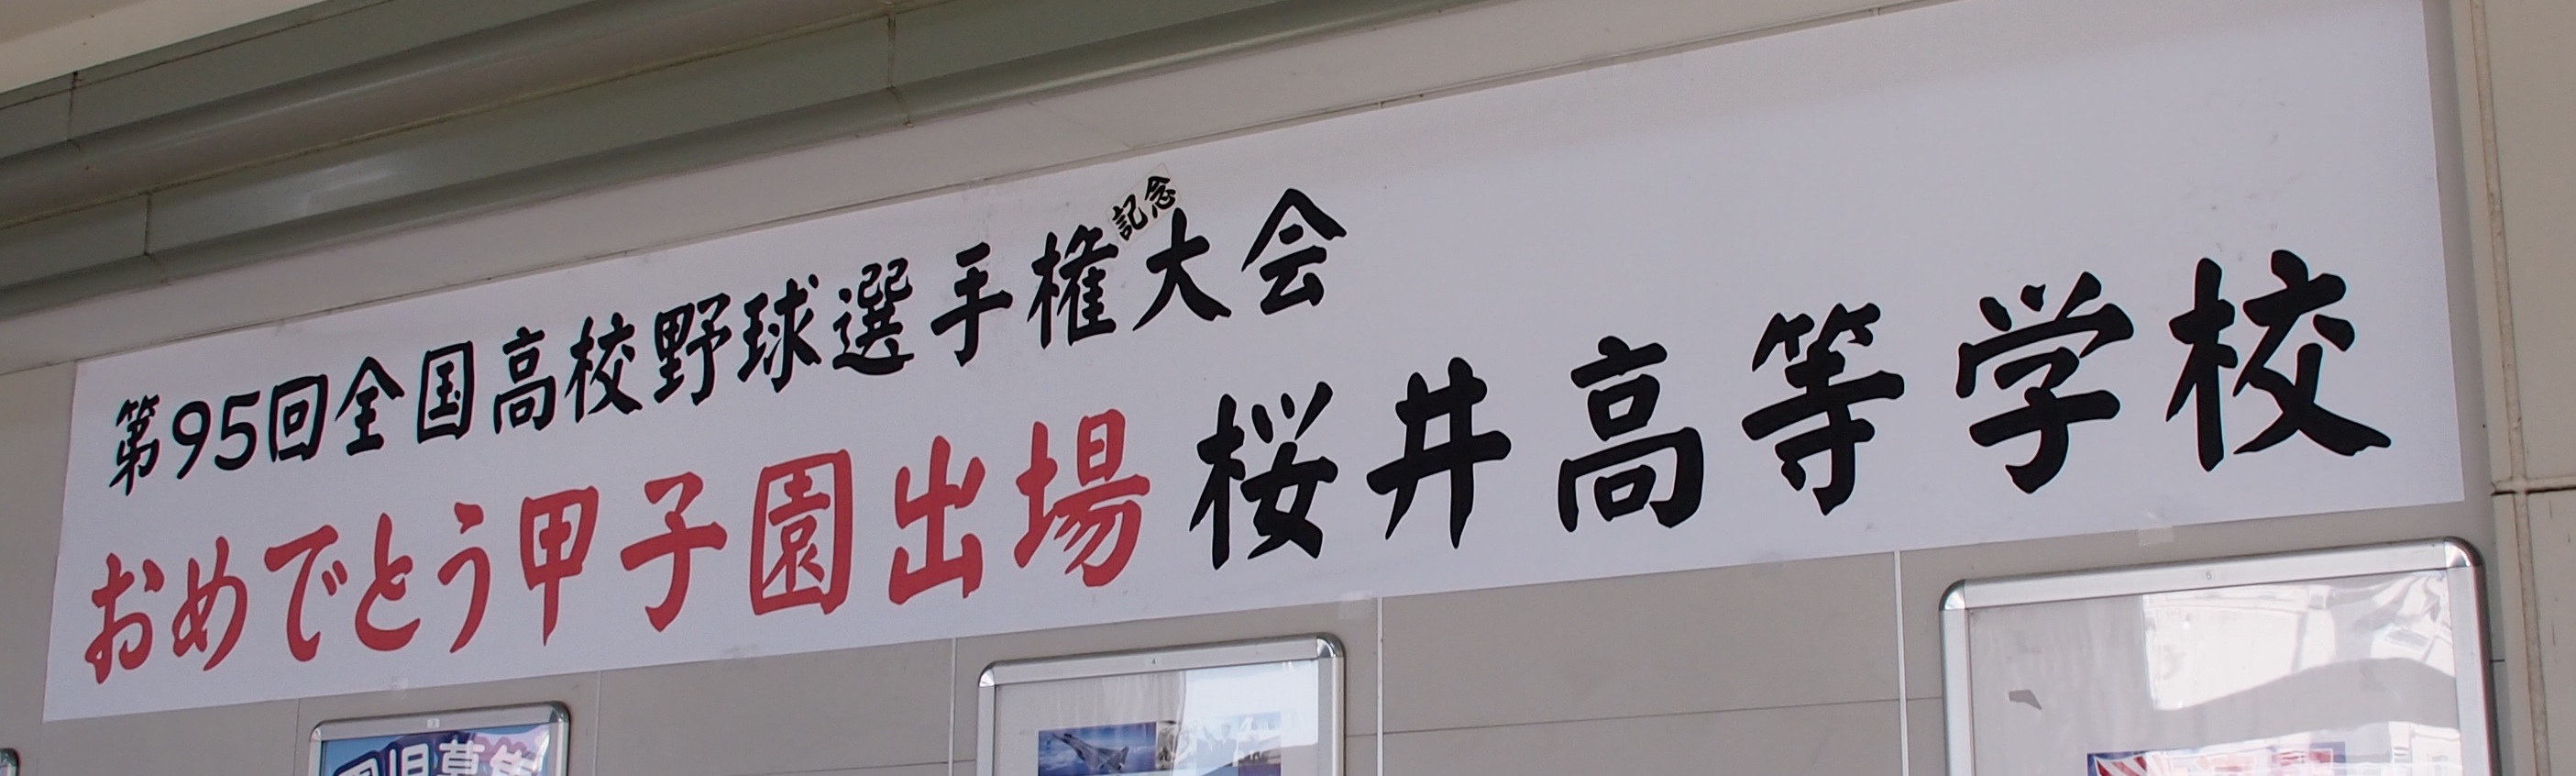 第95回全国高校野球選手権記念大会
おめでとう甲子園出場 桜井高等学校